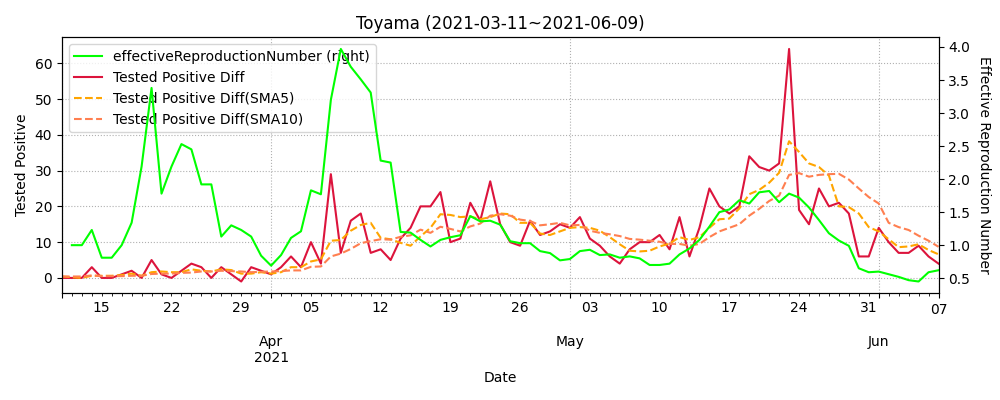 Toyama (2021-03-11~2021-06-09)
effectiveReproductionNumber (right)
Tested Positive Diff
Tested Positive Diff(SMA5)
Tested Positive Diff(SMA10)
Tested Positive
60
50
40
30
20
10
0
4.0
3.5
3.0
2.5
2.0
1.5
1.0
0.5
Effective Reproduction Number
15 22 29 05 12 19 26 03 10 17 24 31 07
Apr May Jun
2021
Date